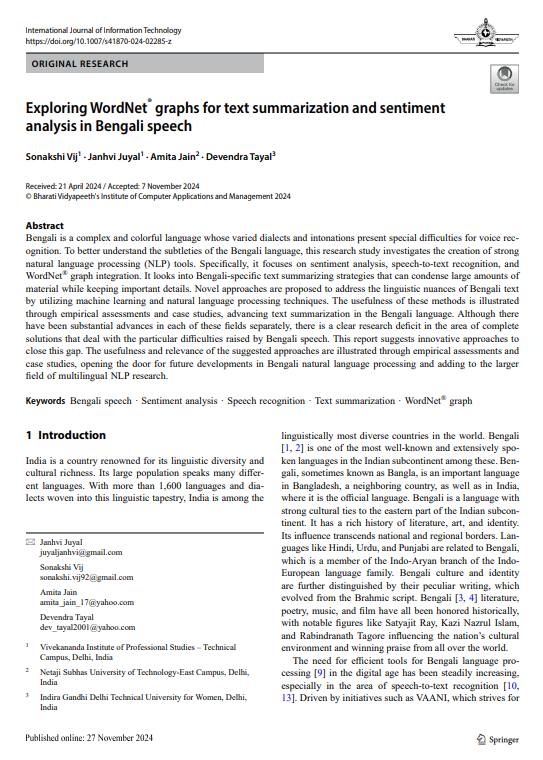 International Journal of Information Technology
https://doi.org/10.1007/s41870-024-02285-z
BHARATI VIDYAPEETH
ORIGINAL RESEARCH
Check for
updates
Exploring WordNet® graphs for text summarization and sentiment
analysis in Bengali speech
Sonakshi Vij¹ · Janhvi Juyal¹ · Amita Jain² · Devendra Tayal³
Received: 21 April 2024 / Accepted: 7 November 2024
© Bharati Vidyapeeth's Institute of Computer Applications and Management 2024
Abstract
Bengali is a complex and colorful language whose varied dialects and intonations present special difficulties for voice rec-
ognition. To better understand the subtleties of the Bengali language, this research study investigates the creation of strong
natural language processing (NLP) tools. Specifically, it focuses on sentiment analysis, speech-to-text recognition, and
WordNet® graph integration. It looks into Bengali-specific text summarizing strategies that can condense large amounts of
material while keeping important details. Novel approaches are proposed to address the linguistic nuances of Bengali text
by utilizing machine learning and natural language processing techniques. The usefulness of these methods is illustrated
through empirical assessments and case studies, advancing text summarization in the Bengali language. Although there
have been substantial advances in each of these fields separately, there is a clear research deficit in the area of complete
solutions that deal with the particular difficulties raised by Bengali speech. This report suggests innovative approaches to
close this gap. The usefulness and relevance of the suggested approaches are illustrated through empirical assessments and
case studies, opening the door for future developments in Bengali natural language processing and adding to the larger
field of multilingual NLP research.
Keywords Bengali speech · Sentiment analysis · Speech recognition · Text summarization · WordNet® graph
1 Introduction
India is a country renowned for its linguistic diversity and
cultural richness. Its large population speaks many differ-
ent languages. With more than 1,600 languages and dia-
lects woven into this linguistic tapestry, India is among the
Janhvi Juyal
juyaljanhvi@gmail.com
Sonakshi Vij
sonakshi.vij92@gmail.com
Amita Jain
amita_jain_17@yahoo.com
Devendra Tayal
dev_tayal2001@yahoo.com
1 Vivekananda Institute of Professional Studies – Technical
Campus, Delhi, India
2 Netaji Subhas University of Technology-East Campus, Delhi,
India
3 Indira Gandhi Delhi Technical University for Women, Delhi,
India
linguistically most diverse countries in the world. Bengali
[1, 2] is one of the most well-known and extensively spo-
ken languages in the Indian subcontinent among these. Ben-
gali, sometimes known as Bangla, is an important language
in Bangladesh, a neighboring country, as well as in India,
where it is the official language. Bengali is a language with
strong cultural ties to the eastern part of the Indian subcon-
tinent. It has a rich history of literature, art, and identity.
Its influence transcends national and regional borders. Lan-
guages like Hindi, Urdu, and Punjabi are related to Bengali,
which is a member of the Indo-Aryan branch of the Indo-
European language family. Bengali culture and identity
are further distinguished by their peculiar writing, which
evolved from the Brahmic script. Bengali [3, 4] literature,
poetry, music, and film have all been honored historically,
with notable figures like Satyajit Ray, Kazi Nazrul Islam,
and Rabindranath Tagore influencing the nation's cultural
environment and winning praise from all over the world.
The need for efficient tools for Bengali language pro-
cessing [9] in the digital age has been steadily increasing,
especially in the area of speech-to-text recognition [10,
13]. Driven by initiatives such as VAANI, which strives for
Published online: 27 November 2024
Springer